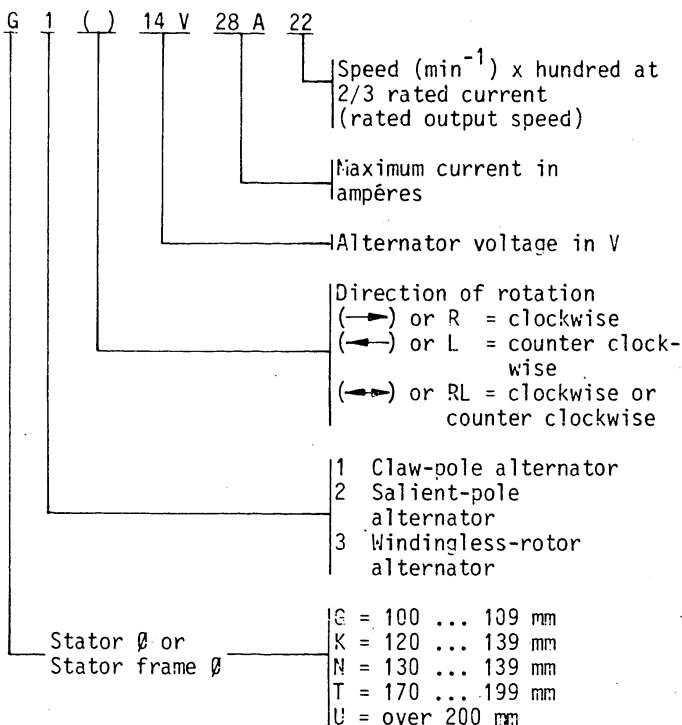 G 1 ( ) 14 V 28 A 22
Speed (min⁻¹) x hundred at
2/3 rated current
(rated output speed)
Maximum current in
ampéres
Alternator voltage in V
Direction of rotation
(→) or R = clockwise
(←) or L = counter clock-
wise
(↔) or RL = clockwise or
counter clockwise
1 Claw-pole alternator
2 Salient-pole
alternator
3 Windingless-rotor
alternator
Stator Ø or
Stator frame Ø
G = 100 ... 109 mm
K = 120 ... 139 mm
N = 130 ... 139 mm
T = 170 ... 199 mm
U = over 200 mm